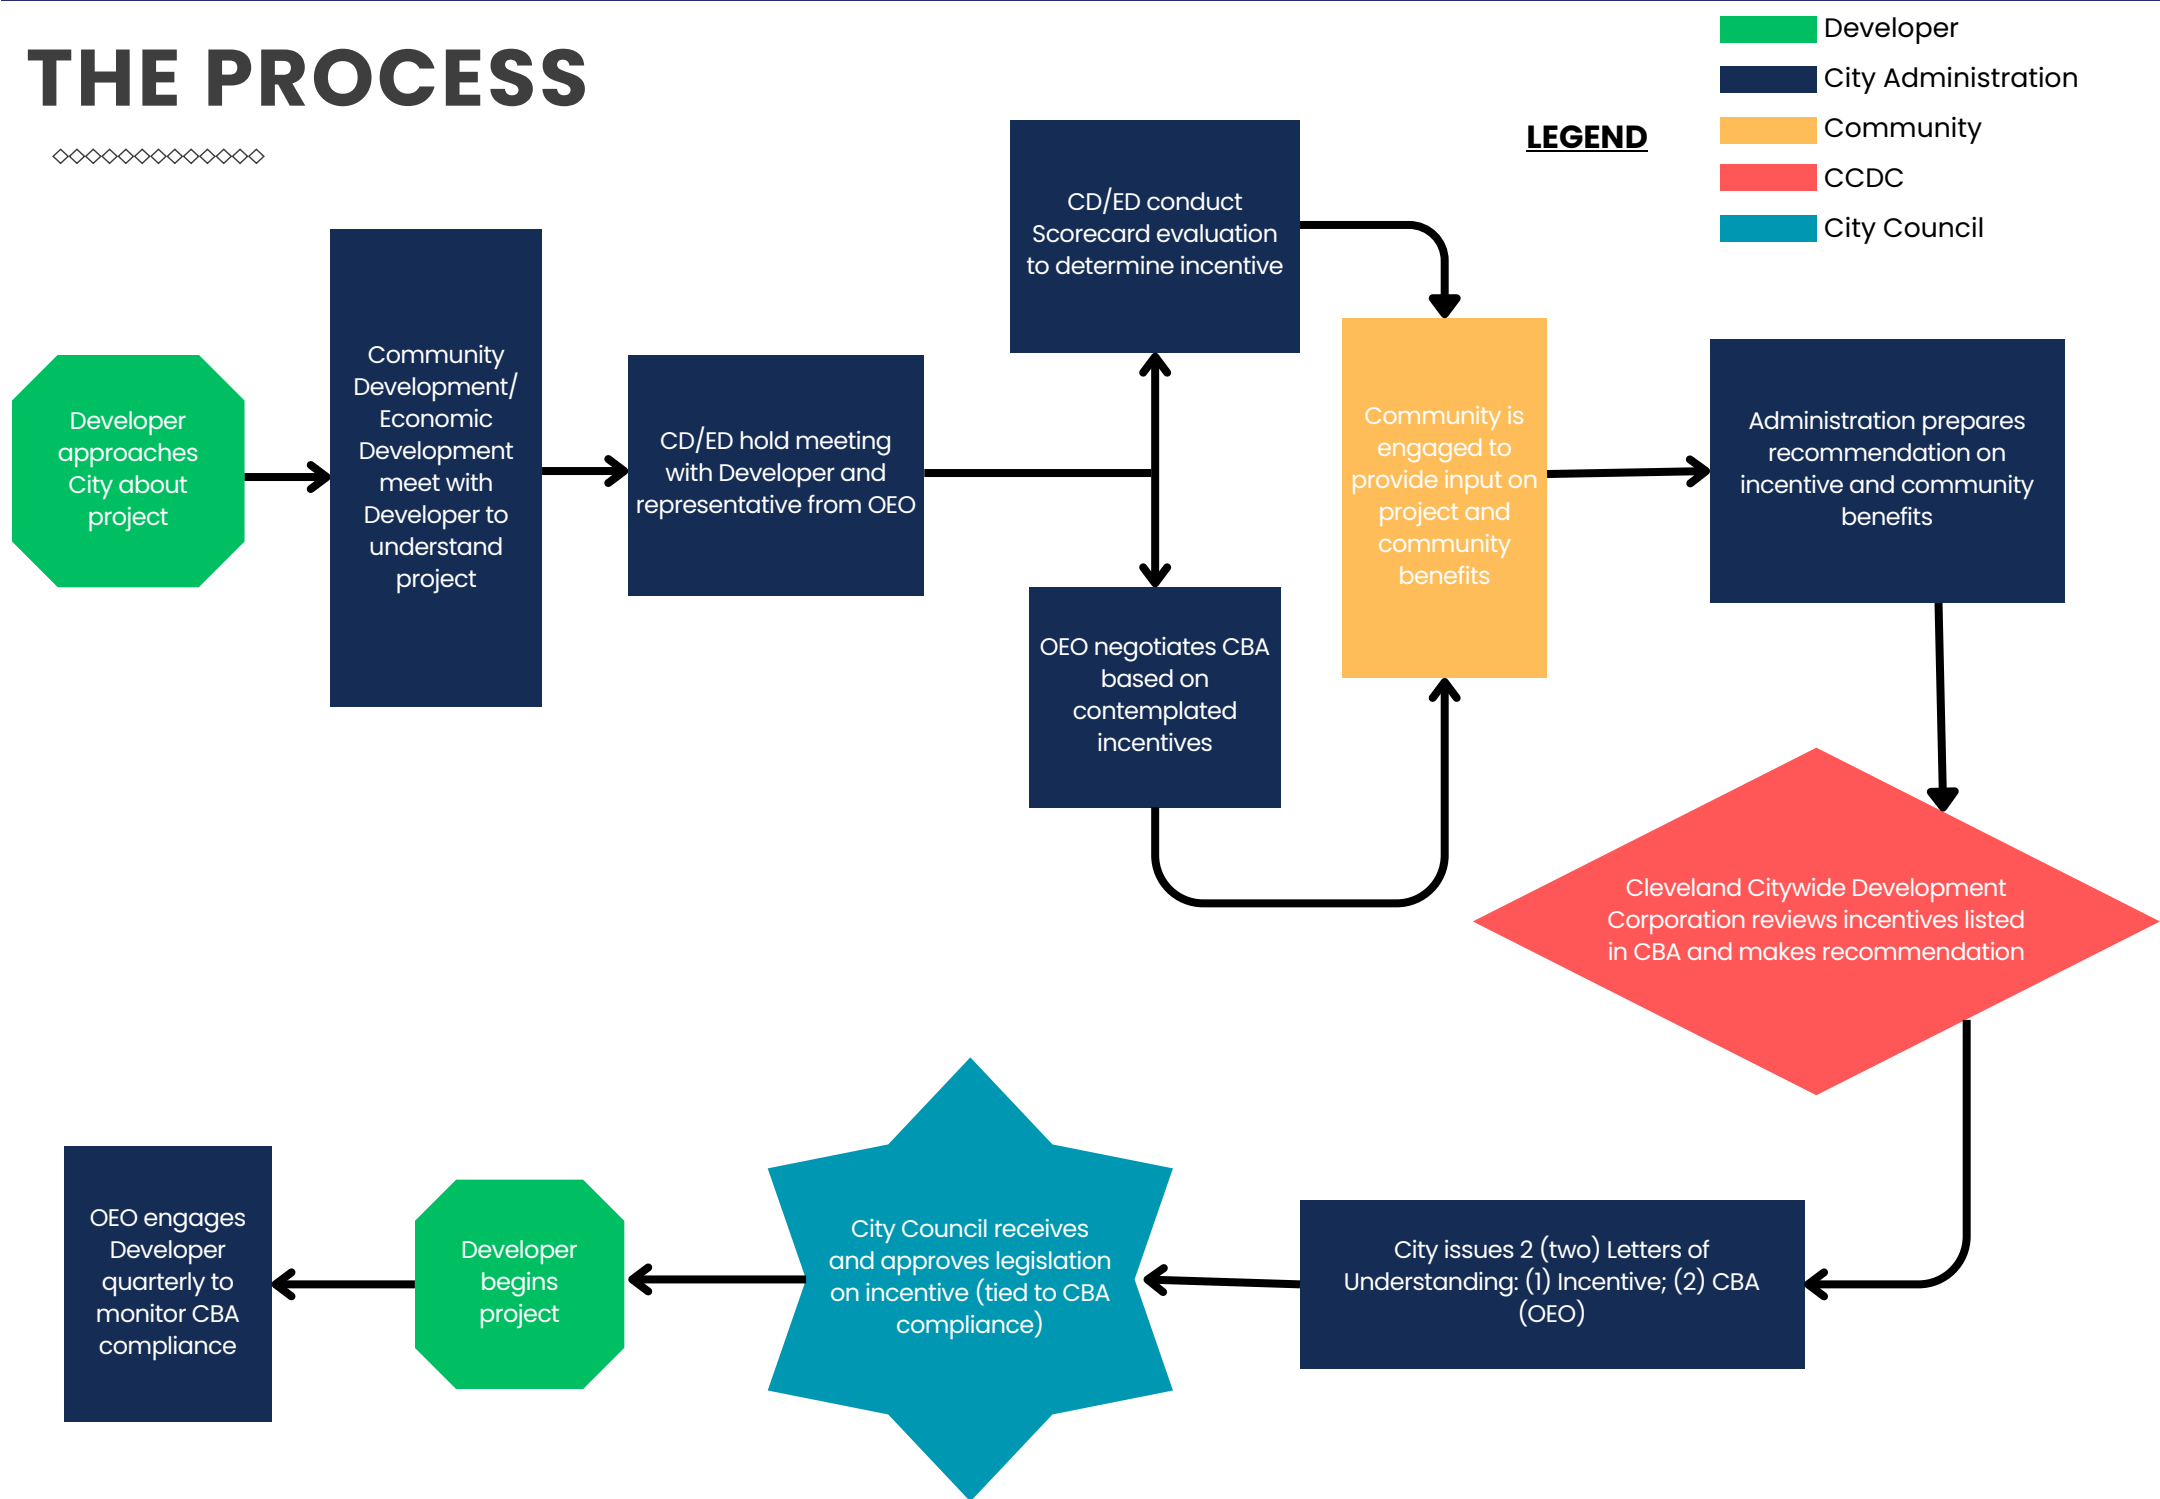 THE PROCESS
LEGEND
Developer
City Administration
Community
CCDC
City Council
Developer
approaches
City about
project
Community
Development/
Economic
Development
meet with
Developer to
understand
project
CD/ED hold meeting
with Developer and
representative from OEO
CD/ED conduct
Scorecard evaluation
to determine incentive
OEO negotiates CBA
based on
contemplated
incentives
Community is
engaged to
provide input on
project and
community
benefits
Administration prepares
recommendation on
incentive and community
benefits
Cleveland Citywide Development
Corporation reviews incentives listed
in CBA and makes recommendation
City issues 2 (two) Letters of
Understanding: (1) Incentive; (2) CBA
(OEO)
City Council receives
and approves legislation
on incentive (tied to CBA
compliance)
Developer
begins
project
OEO engages
Developer
quarterly to
monitor CBA
compliance